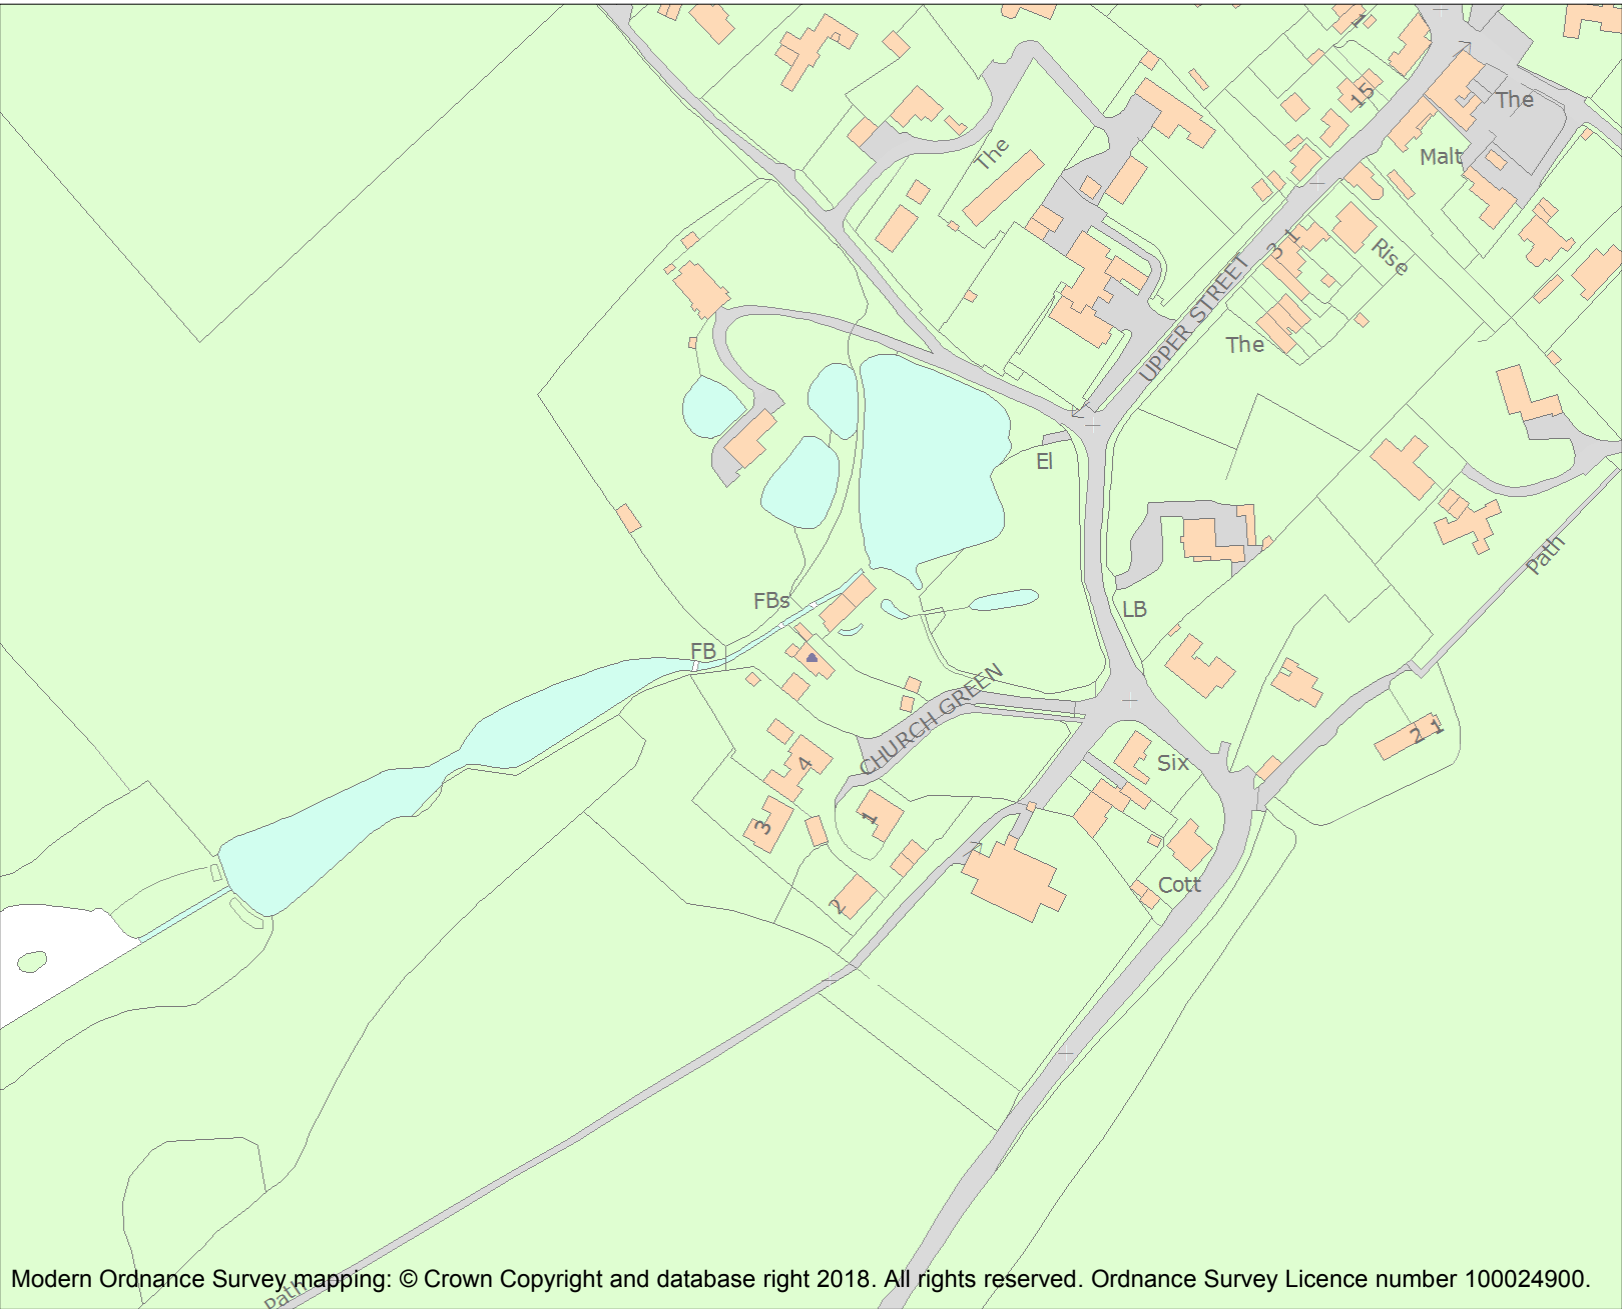 1
15
The
The
Malt
3 1
Rise
UPPER STREET
The
El
Path
FBs
LB
FB
CHURCH GREEN
2 1
Six
4
1
3
Cott
2
Path
Modern Ordnance Survey mapping: © Crown Copyright and database right 2018. All rights reserved. Ordnance Survey Licence number 100024900.